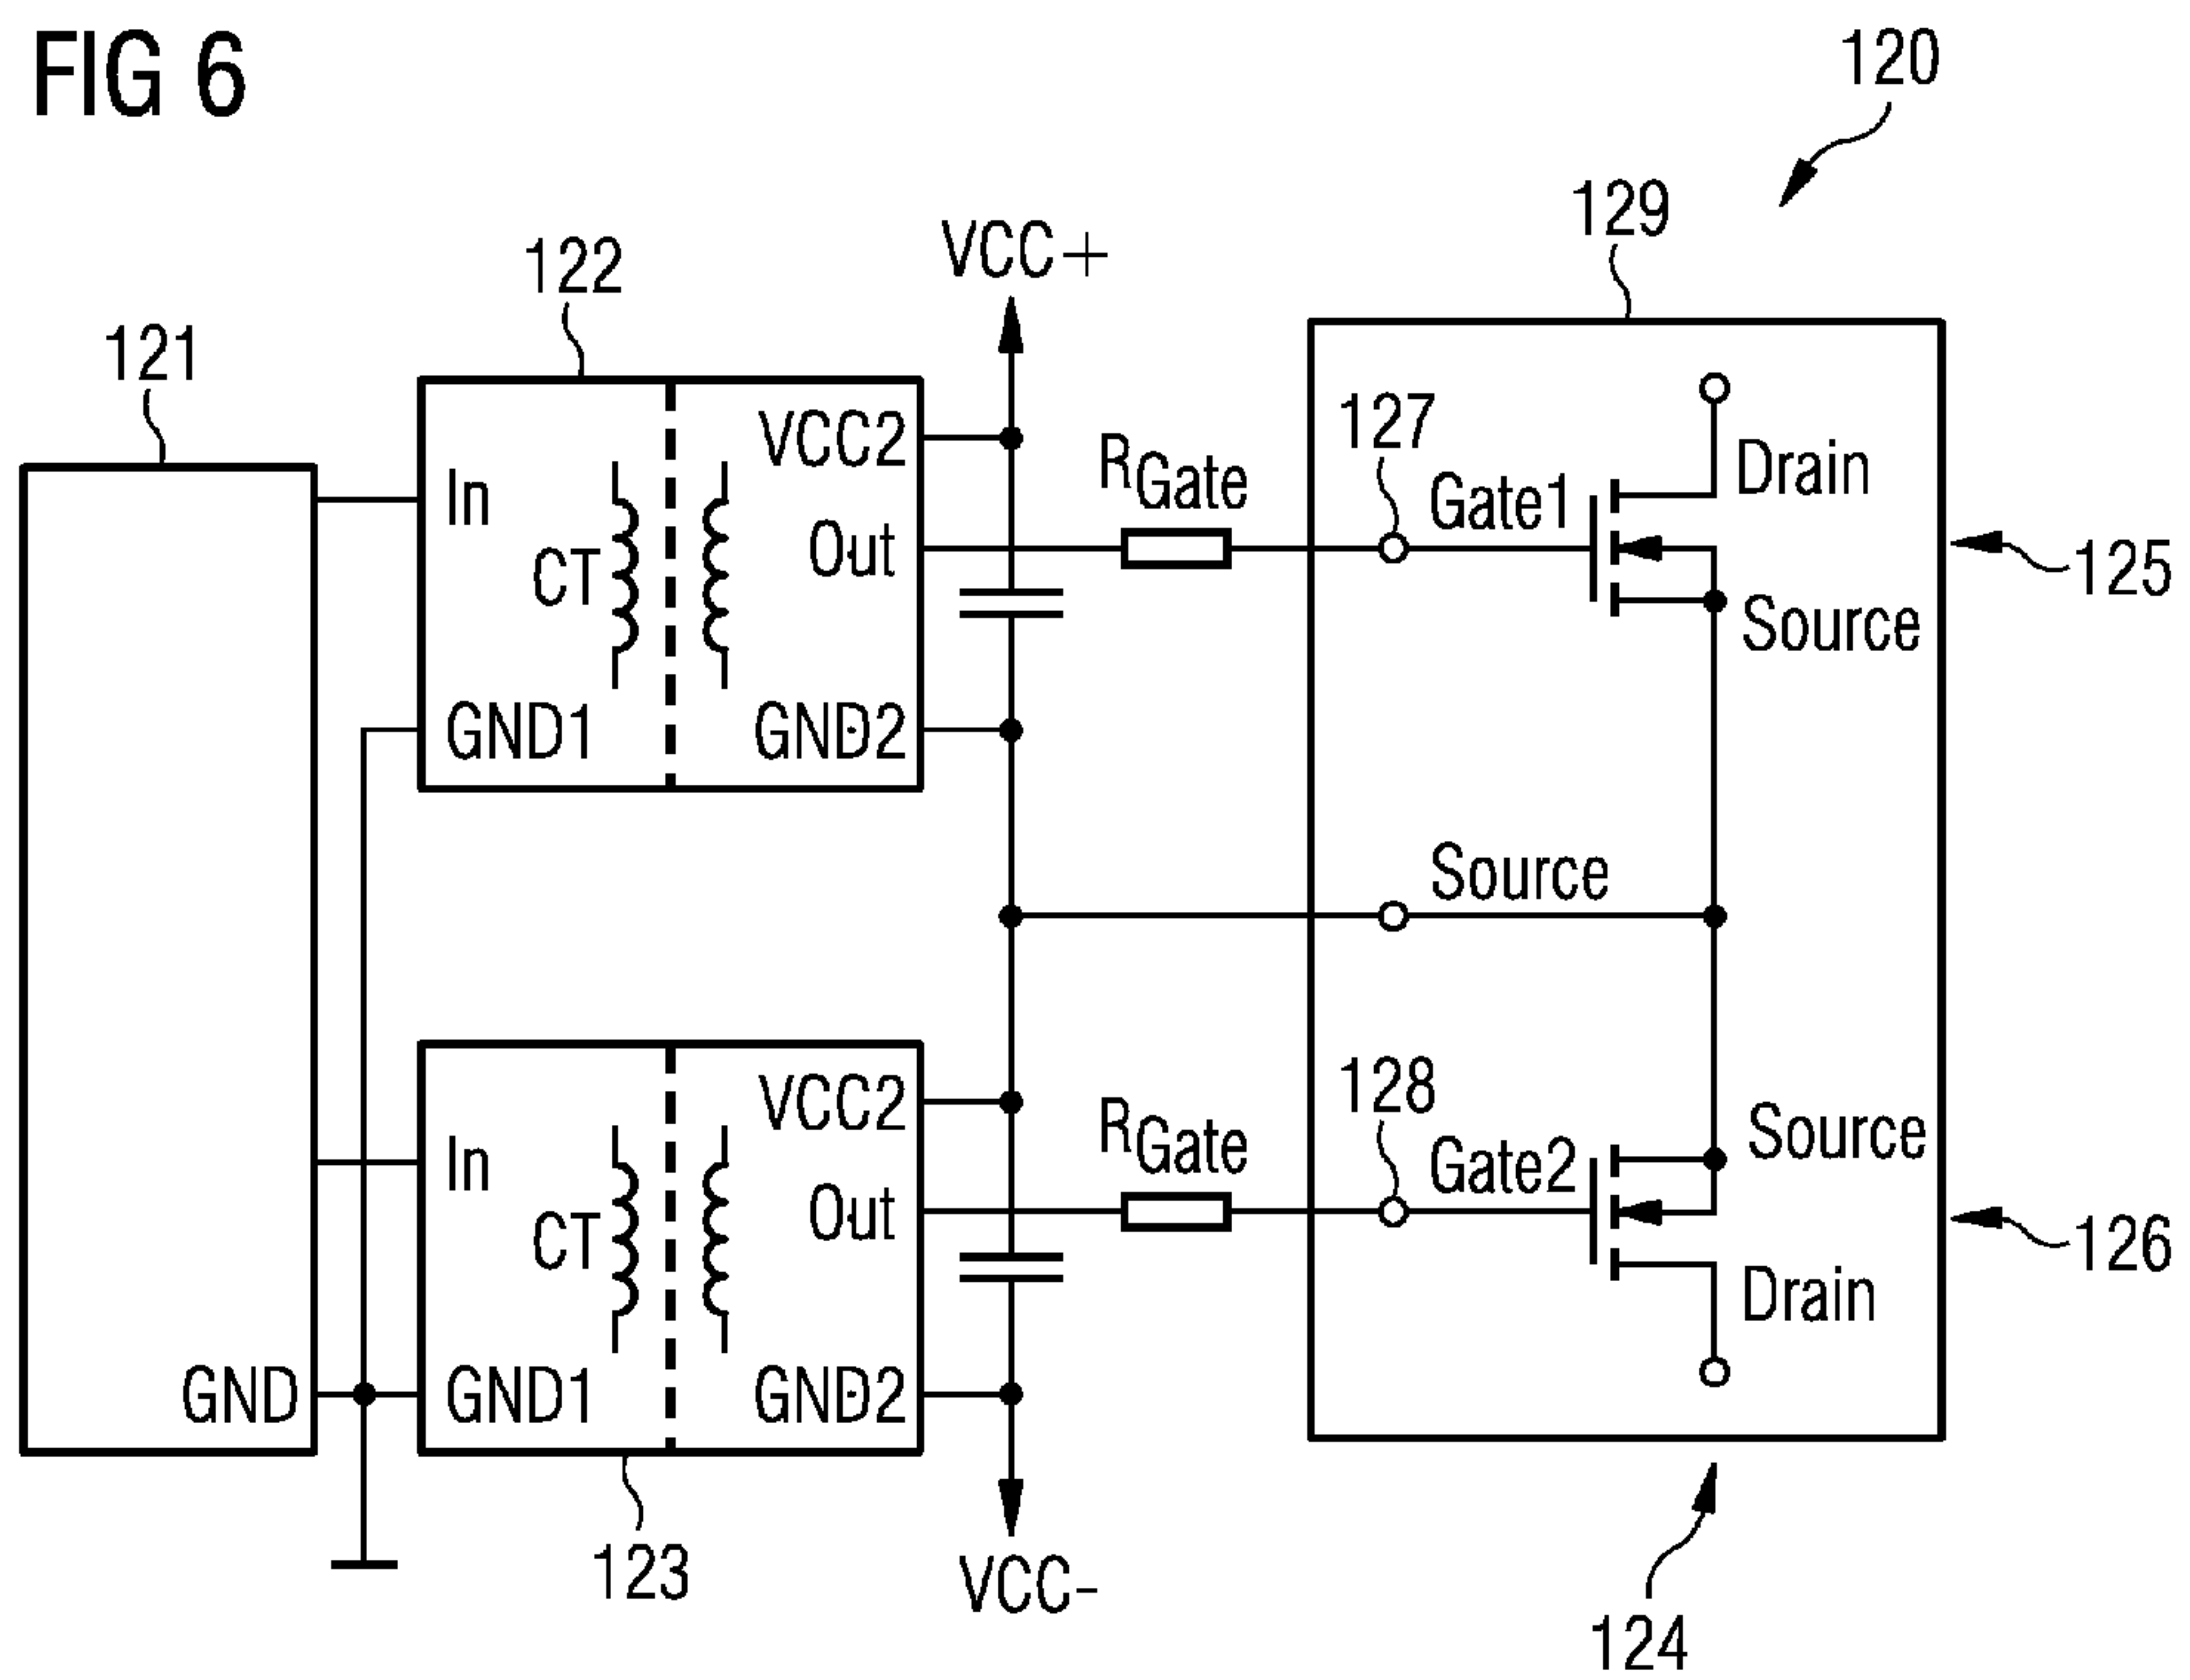 FIG 6
120
129
122
VCC+
121
127
VCC2
RGate
Drain
In
Gate1
Out
CT
125
Source
GND1
GND2
Source
128
VCC2
RGate
Source
In
Gate2
Out
CT
126
Drain
GND
GND1
GND2
123
VCC-
124